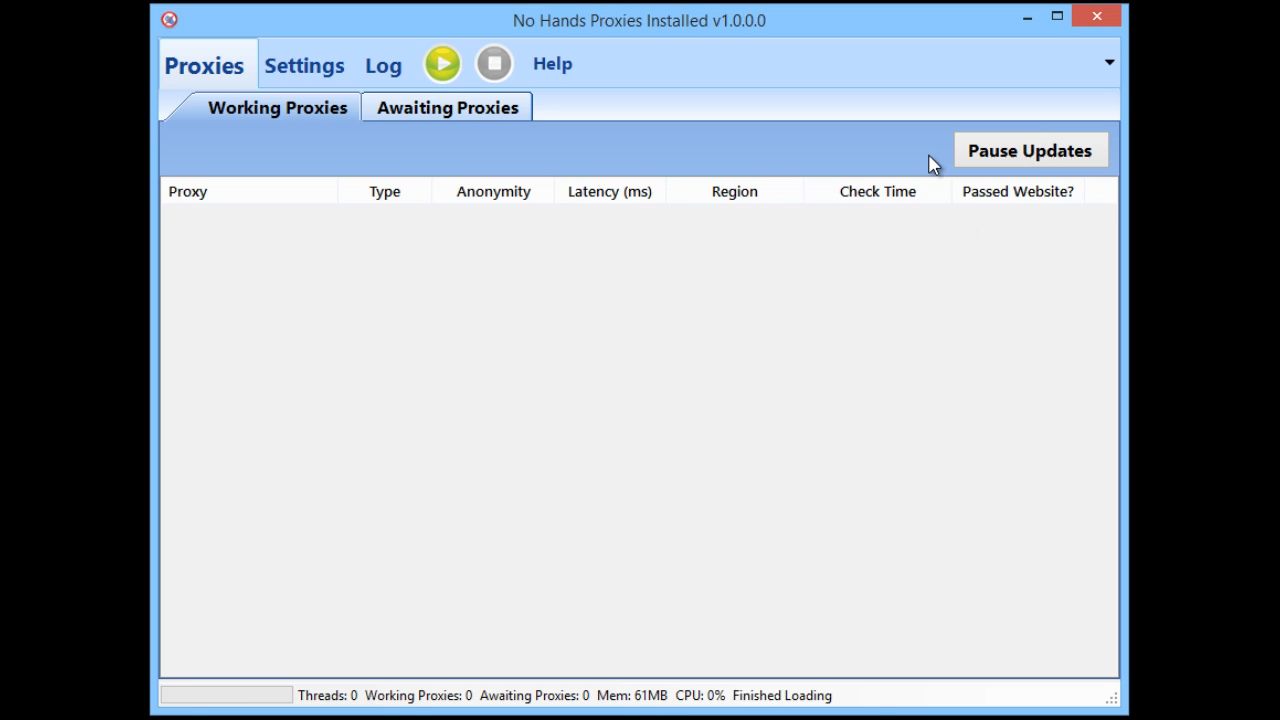 No Hands Proxies Installed v1.0.0.0
Proxies Settings Log Help
Working Proxies Awaiting Proxies
Pause Updates
Proxy Type Anonymity Latency (ms) Region Check Time Passed Website?
Threads: 0 Working Proxies: 0 Awaiting Proxies: 0 Mem: 61MB CPU: 0% Finished Loading